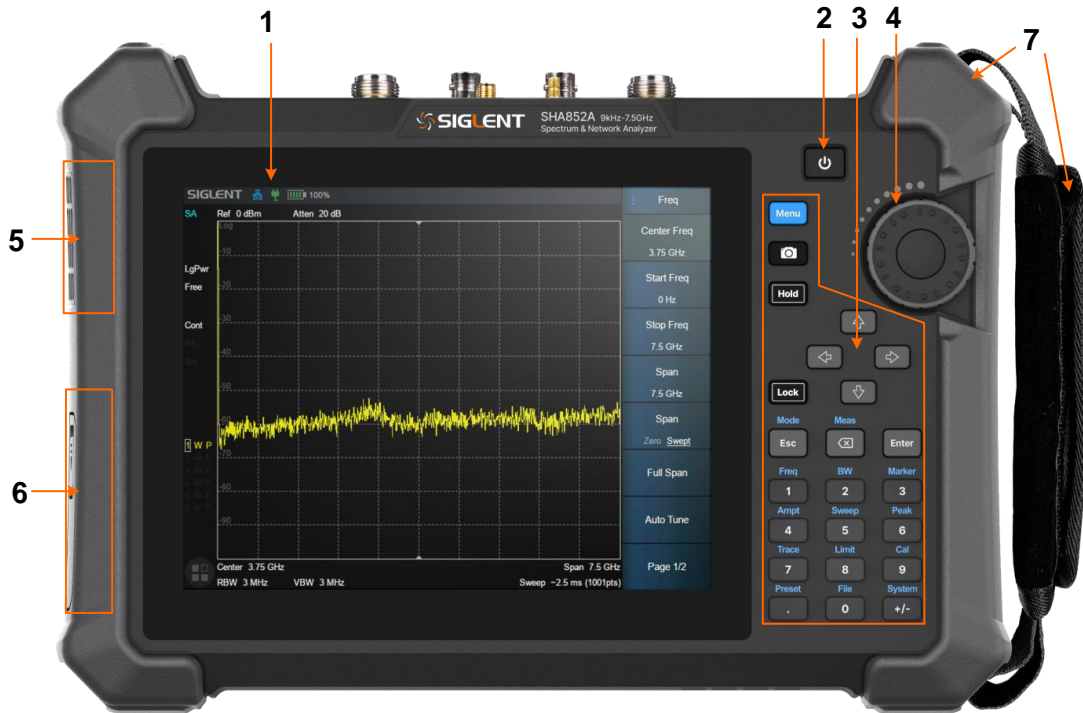 1
2
3
4
7
SIGLENT
SHA852A 9kHz-7.5GHz
Spectrum & Network Analyzer
SIGLENT
100%
Freq
SA
Ref 0 dBm
Atten 20 dB
Log
Center Freq
3.75 GHz
-10
LgPwr
Free
-20
Start Freq
0 Hz
Cont
-30
PA
Stop Freq
7.5 GHz
-40
Span
7.5 GHz
-50
Span
Zero Swept
-60
1 W P
-70
Full Span
-80
Auto Tune
-90
Page 1/2
Center 3.75 GHz
Span 7.5 GHz
RBW 3 MHz
VBW 3 MHz
Sweep ~2.5 ms (1001pts)
Menu
Hold
Lock
Mode
Meas
Esc
Enter
Freq
BW
Marker
1
2
3
Ampt
Sweep
Peak
4
5
6
Trace
Limit
Cal
7
8
9
Preset
File
System
.
0
+/-
5
6